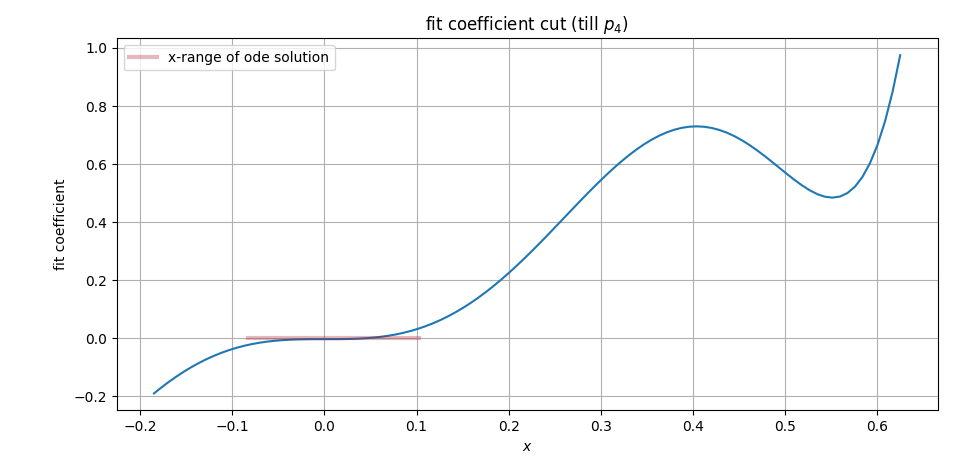 fit coefficient cut (till $p_4$)
x-range of ode solution
fit coefficient
1.0
0.8
0.6
0.4
0.2
0.0
−0.2
−0.2 −0.1 0.0 0.1 0.2 0.3 0.4 0.5 0.6
x